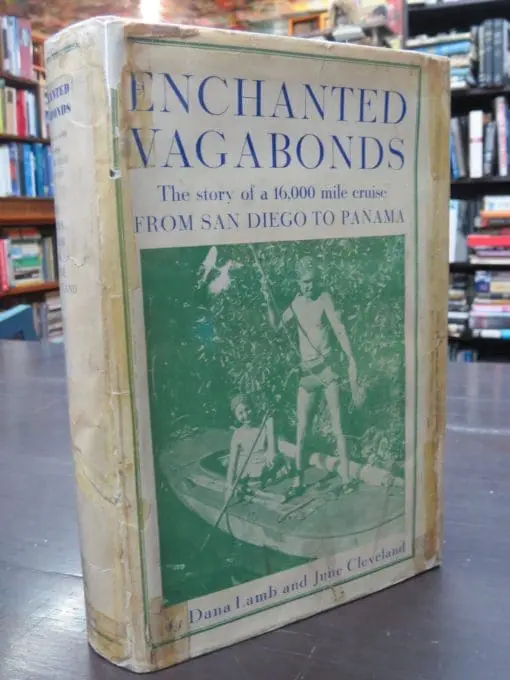 ENCHANTED
VAGABONDS
The story of a 16,000 mile cruise
FROM SAN DIEGO TO PANAMA
by Dana Lamb and June Cleveland